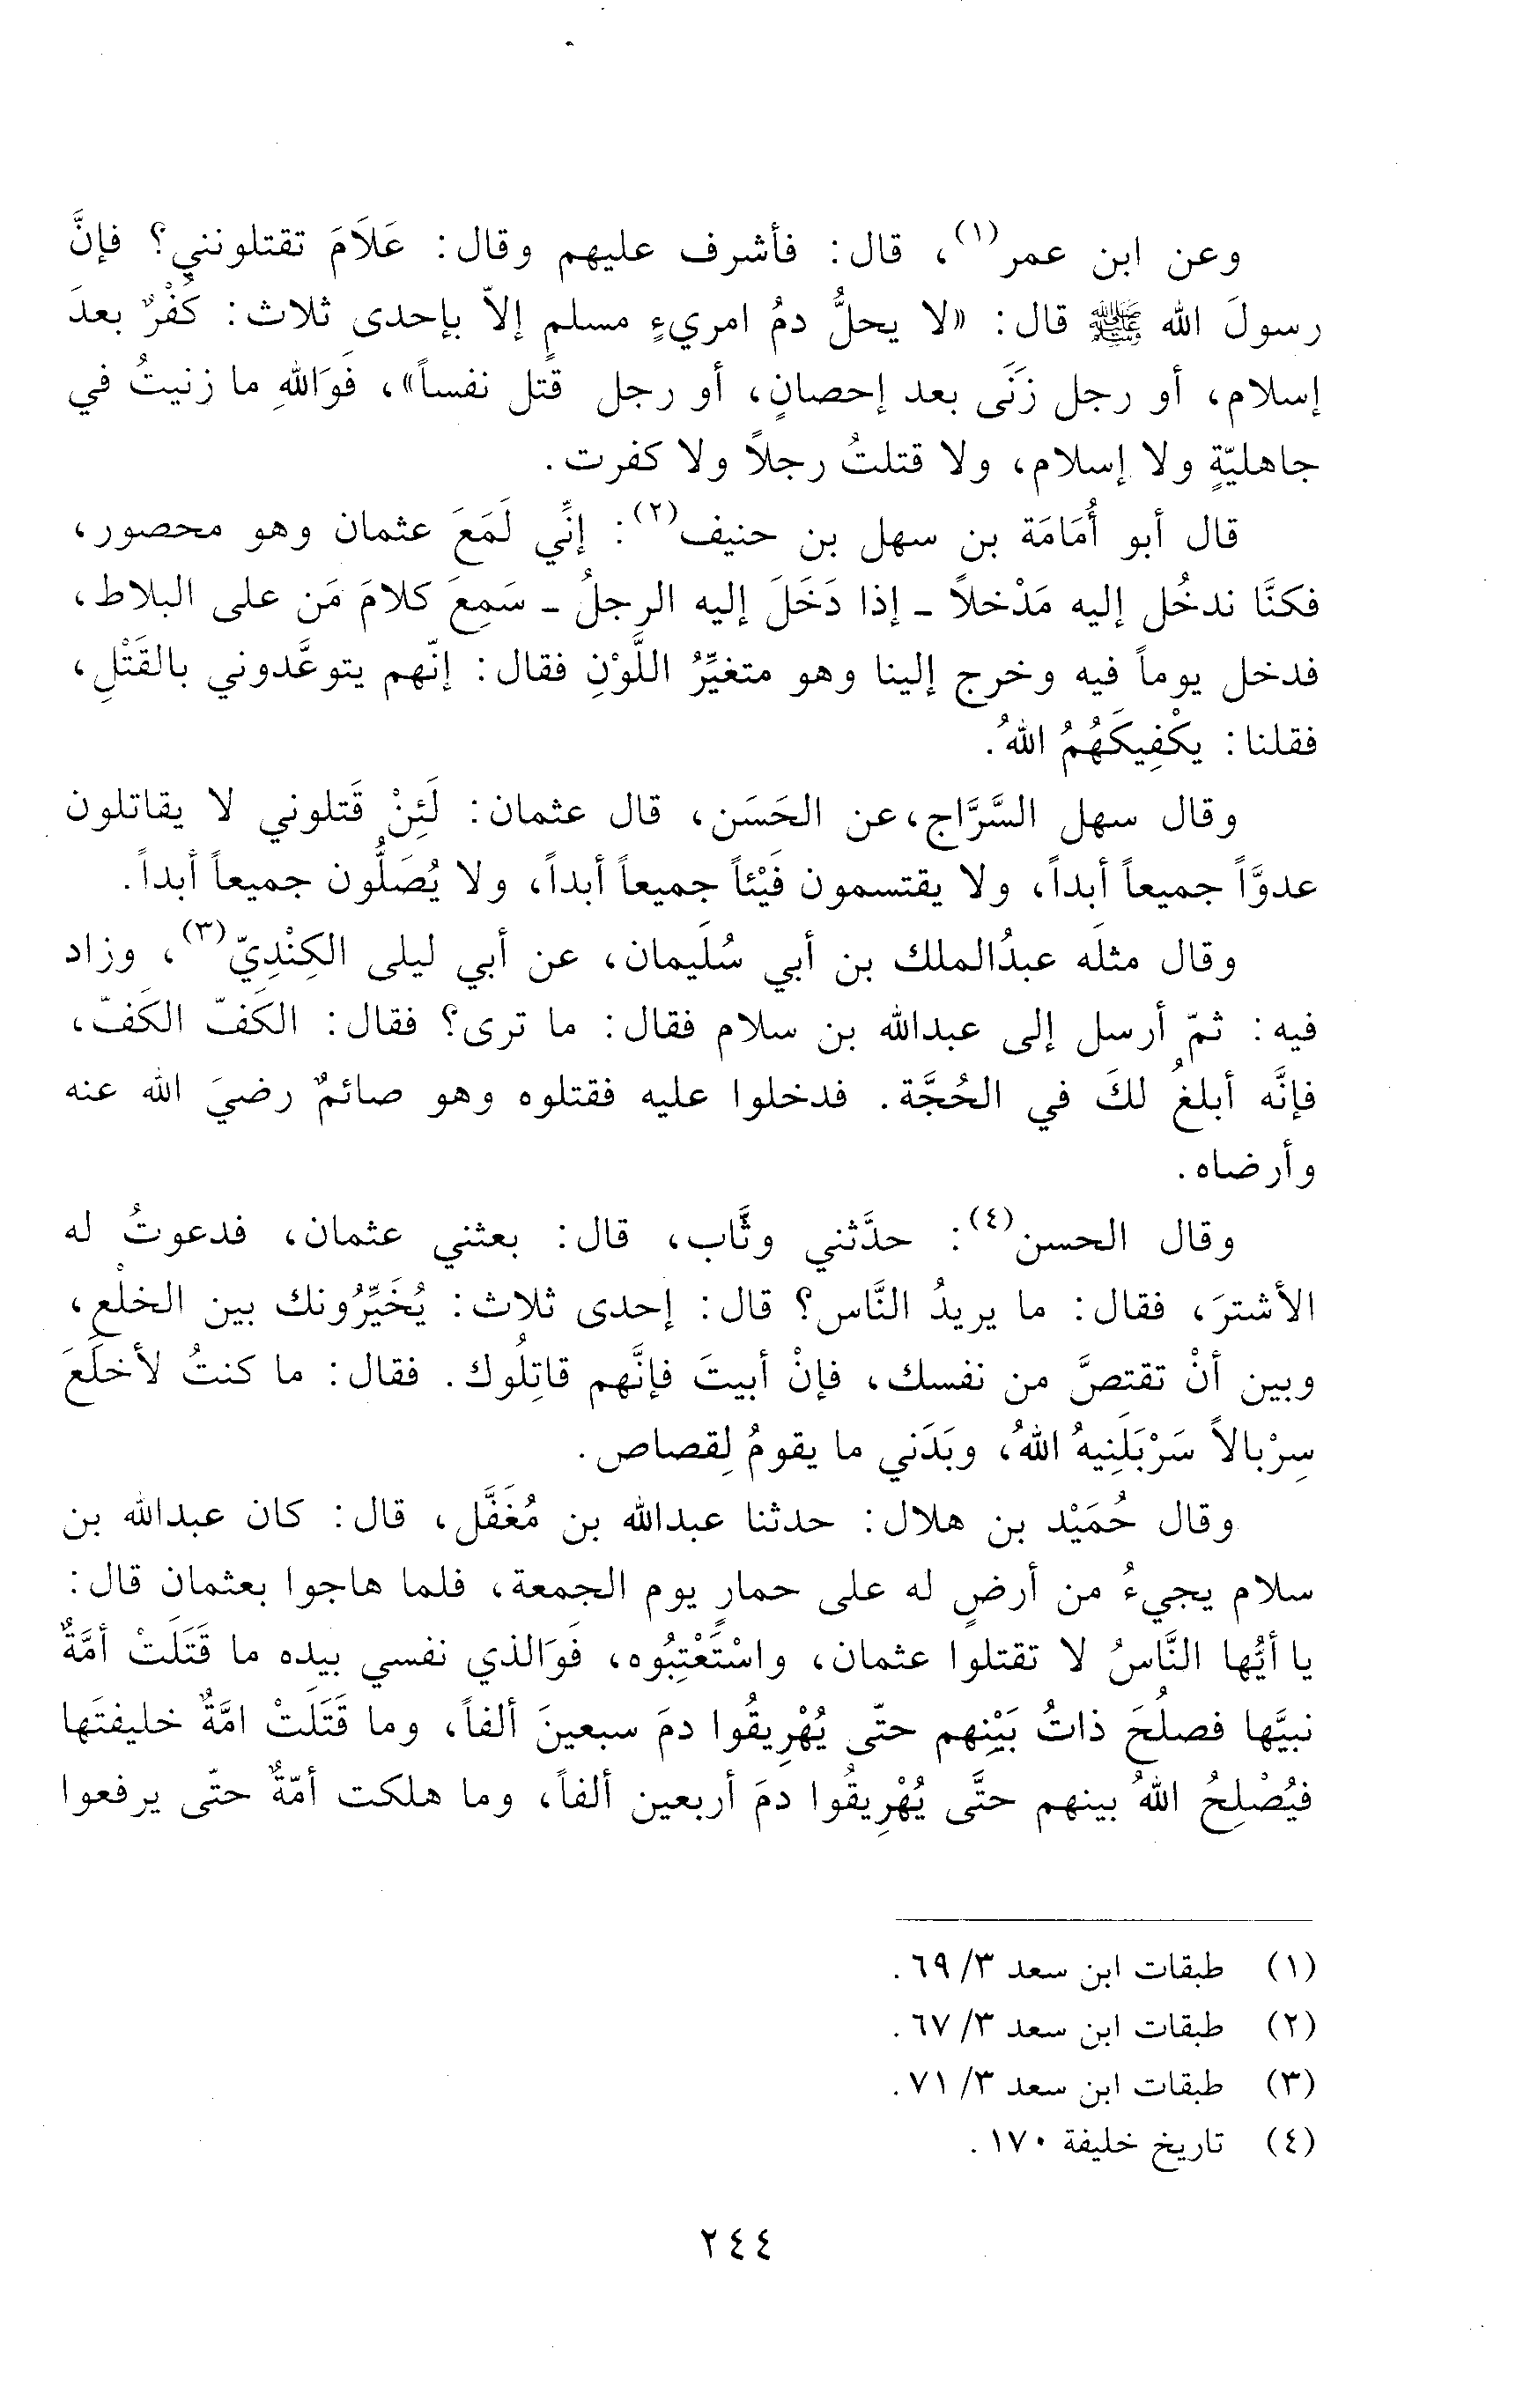 وعن ابن عمر(١)، قال: فأشرف عليهم وقال: عَلاَمَ تقتلونني؟ فإنَّ
رسولَ الله ﷺ قال: «لا يحلُّ دمُ امريءٍ مسلمٍ إلاّ بإحدى ثلاث: كُفْرٌ بعدَ
إسلام، أو رجل زَنَى بعد إحصانٍ، أو رجل قَتل نفساً»، فَوَاللهِ ما زنيتُ في
جاهليّةٍ ولا إسلام، ولا قتلتُ رجلاً ولا كفرت.
قال أبو أُمَامَة بن سهل بن حنيف(٢): إنِّي لَمَعَ عثمان وهو محصور،
فكنَّا ندخُل إليه مَدْخلاً ـ إذا دَخَلَ إليه الرجلُ ـ سَمِعَ كلامَ مَن على البلاط،
فدخل يوماً فيه وخرج إلينا وهو متغيِّرُ اللَّوْنِ فقال: إنّهم يتوعَّدوني بالقَتْلِ،
فقلنا: يكْفِيكَهُمُ اللهُ.
وقال سهل السَّرَّاج،عن الحَسَن، قال عثمان: لَئِنْ قَتلوني لا يقاتلون
عدوَّاً جميعاً أبداً، ولا يقتسمون فَيْئاً جميعاً أبداً، ولا يُصَلُّون جميعاً أبداً.
وقال مثلَه عبدُالملك بن أبي سُلَيمان، عن أبي ليلى الكِنْدِيّ(٣)، وزاد
فيه: ثمّ أرسل إلى عبدالله بن سلام فقال: ما ترى؟ فقال: الكَفّ الكَفّ،
فإنَّه أبلغُ لكَ في الحُجَّة. فدخلوا عليه فقتلوه وهو صائمٌ رضيَ الله عنه
وأرضاه.
وقال الحسن(٤): حدَّثني وثَّاب، قال: بعثني عثمان، فدعوتُ له
الأشترَ، فقال: ما يريدُ النَّاس؟ قال: إحدى ثلاث: يُخَيِّرُونك بين الخلْعِ،
وبين أنْ تقتصَّ من نفسك، فإنْ أبيتَ فإنَّهم قاتِلُوك. فقال: ما كنتُ لأخلَعَ
سِرْبالاً سَرْبَلَنِيهُ اللهُ، وبَدَني ما يقومُ لِقصاص.
وقال حُمَيْد بن هلال: حدثنا عبدالله بن مُغَفَّل، قال: كان عبدالله بن
سلام يجيءُ من أرضٍ له على حمارٍ يوم الجمعة، فلما هاجوا بعثمان قال:
يا أيُّها النَّاسُ لا تقتلوا عثمان، واسْتَعْتِبُوه، فَوَالذي نفسي بيدِه ما قَتَلَتْ أمَّةٌ
نبيَّها فصلُحَ ذاتُ بَيْنِهم حتّى يُهْرِيقُوا دمَ سبعينَ ألفاً، وما قَتَلَتْ امَّةٌ خليفتَها
فيُصْلِحُ اللهُ بينهم حتَّى يُهْرِيقُوا دمَ أربعين ألفاً، وما هلكت أمّةٌ حتّى يرفعوا
(١) طبقات ابن سعد ٣/ ٦٩.
(٢) طبقات ابن سعد ٣/ ٦٧.
(٣) طبقات ابن سعد ٣/ ٧١.
(٤) تاريخ خليفة ١٧٠.
٢٤٤